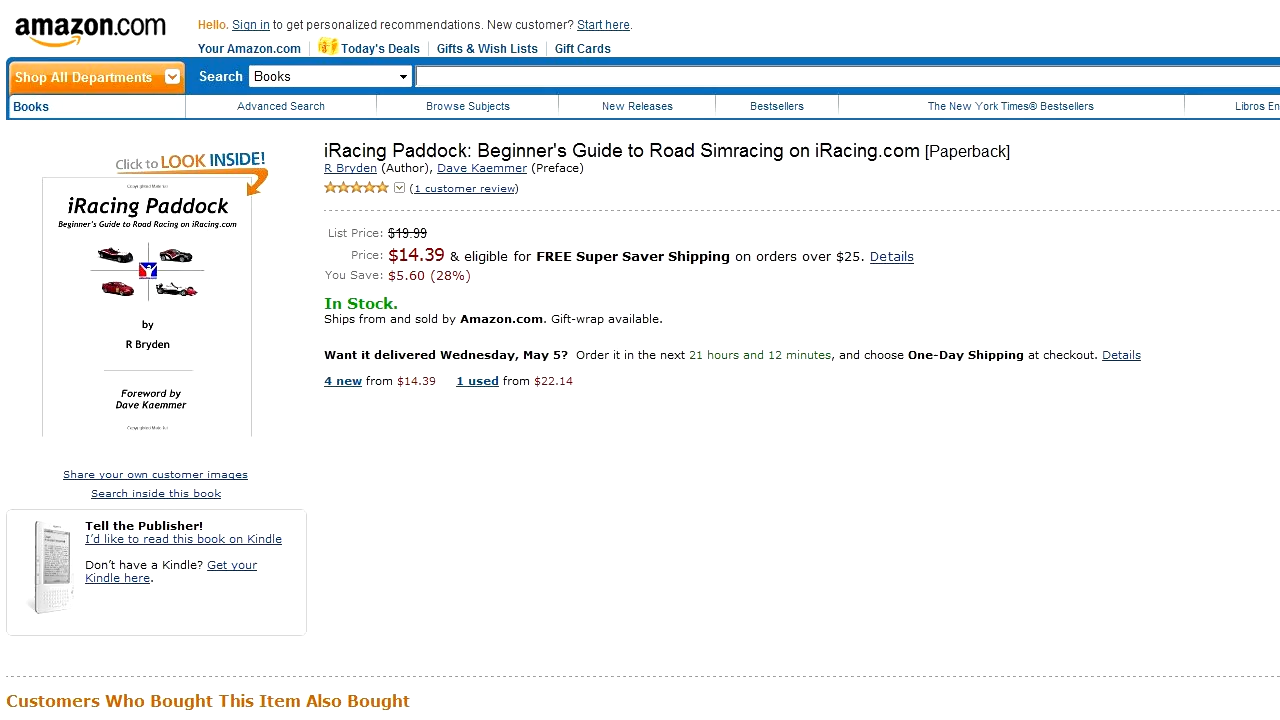 amazon.com
Hello. Sign in to get personalized recommendations. New customer? Start here.
Your Amazon.com
Today's Deals
Gifts & Wish Lists
Gift Cards
Shop All Departments
Search
Books
Books
Advanced Search
Browse Subjects
New Releases
Bestsellers
The New York Times® Bestsellers
Libros En
Click to LOOK INSIDE!
iRacing Paddock
Beginner's Guide to Road Racing on iRacing.com
by
R Bryden
Foreword by
Dave Kaemmer
Share your own customer images
Search inside this book
Tell the Publisher!
I'd like to read this book on Kindle
Don't have a Kindle? Get your
Kindle here.
iRacing Paddock: Beginner's Guide to Road Simracing on iRacing.com [Paperback]
R Bryden (Author), Dave Kaemmer (Preface)
(1 customer review)
List Price: $19.99
Price: $14.39 & eligible for FREE Super Saver Shipping on orders over $25. Details
You Save: $5.60 (28%)
In Stock.
Ships from and sold by Amazon.com. Gift-wrap available.
Want it delivered Wednesday, May 5? Order it in the next 21 hours and 12 minutes, and choose One-Day Shipping at checkout. Details
4 new from $14.39 1 used from $22.14
Customers Who Bought This Item Also Bought